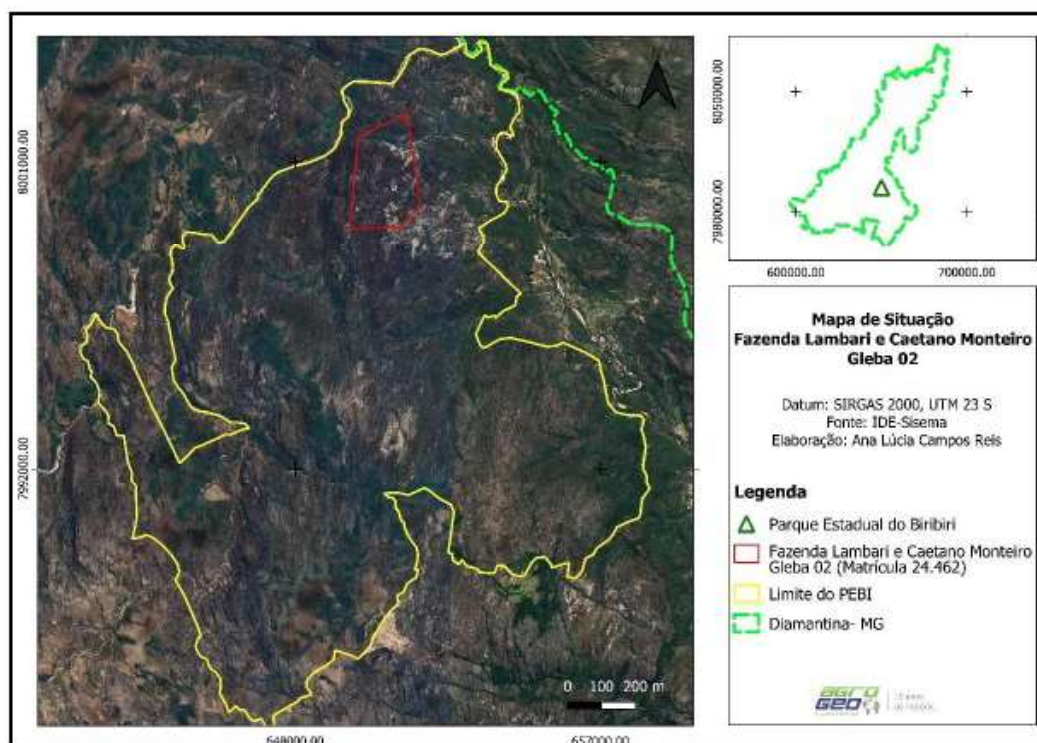 8001000.00
7992000.00
648000.00
657000.00
0 100 200 m
8050000.00
7980000.00
600000.00
700000.00
Mapa de Situação
Fazenda Lambari e Caetano Monteiro
Gleba 02
Datum: SIRGAS 2000, UTM 23 S
Fonte: IDE-Sisema
Elaboração: Ana Lúcia Campos Reis
Legenda
Parque Estadual do Biribiri
Fazenda Lambari e Caetano Monteiro
Gleba 02 (Matrícula 24.462)
Limite do PEBI
Diamantina- MG
AGRO
GEO